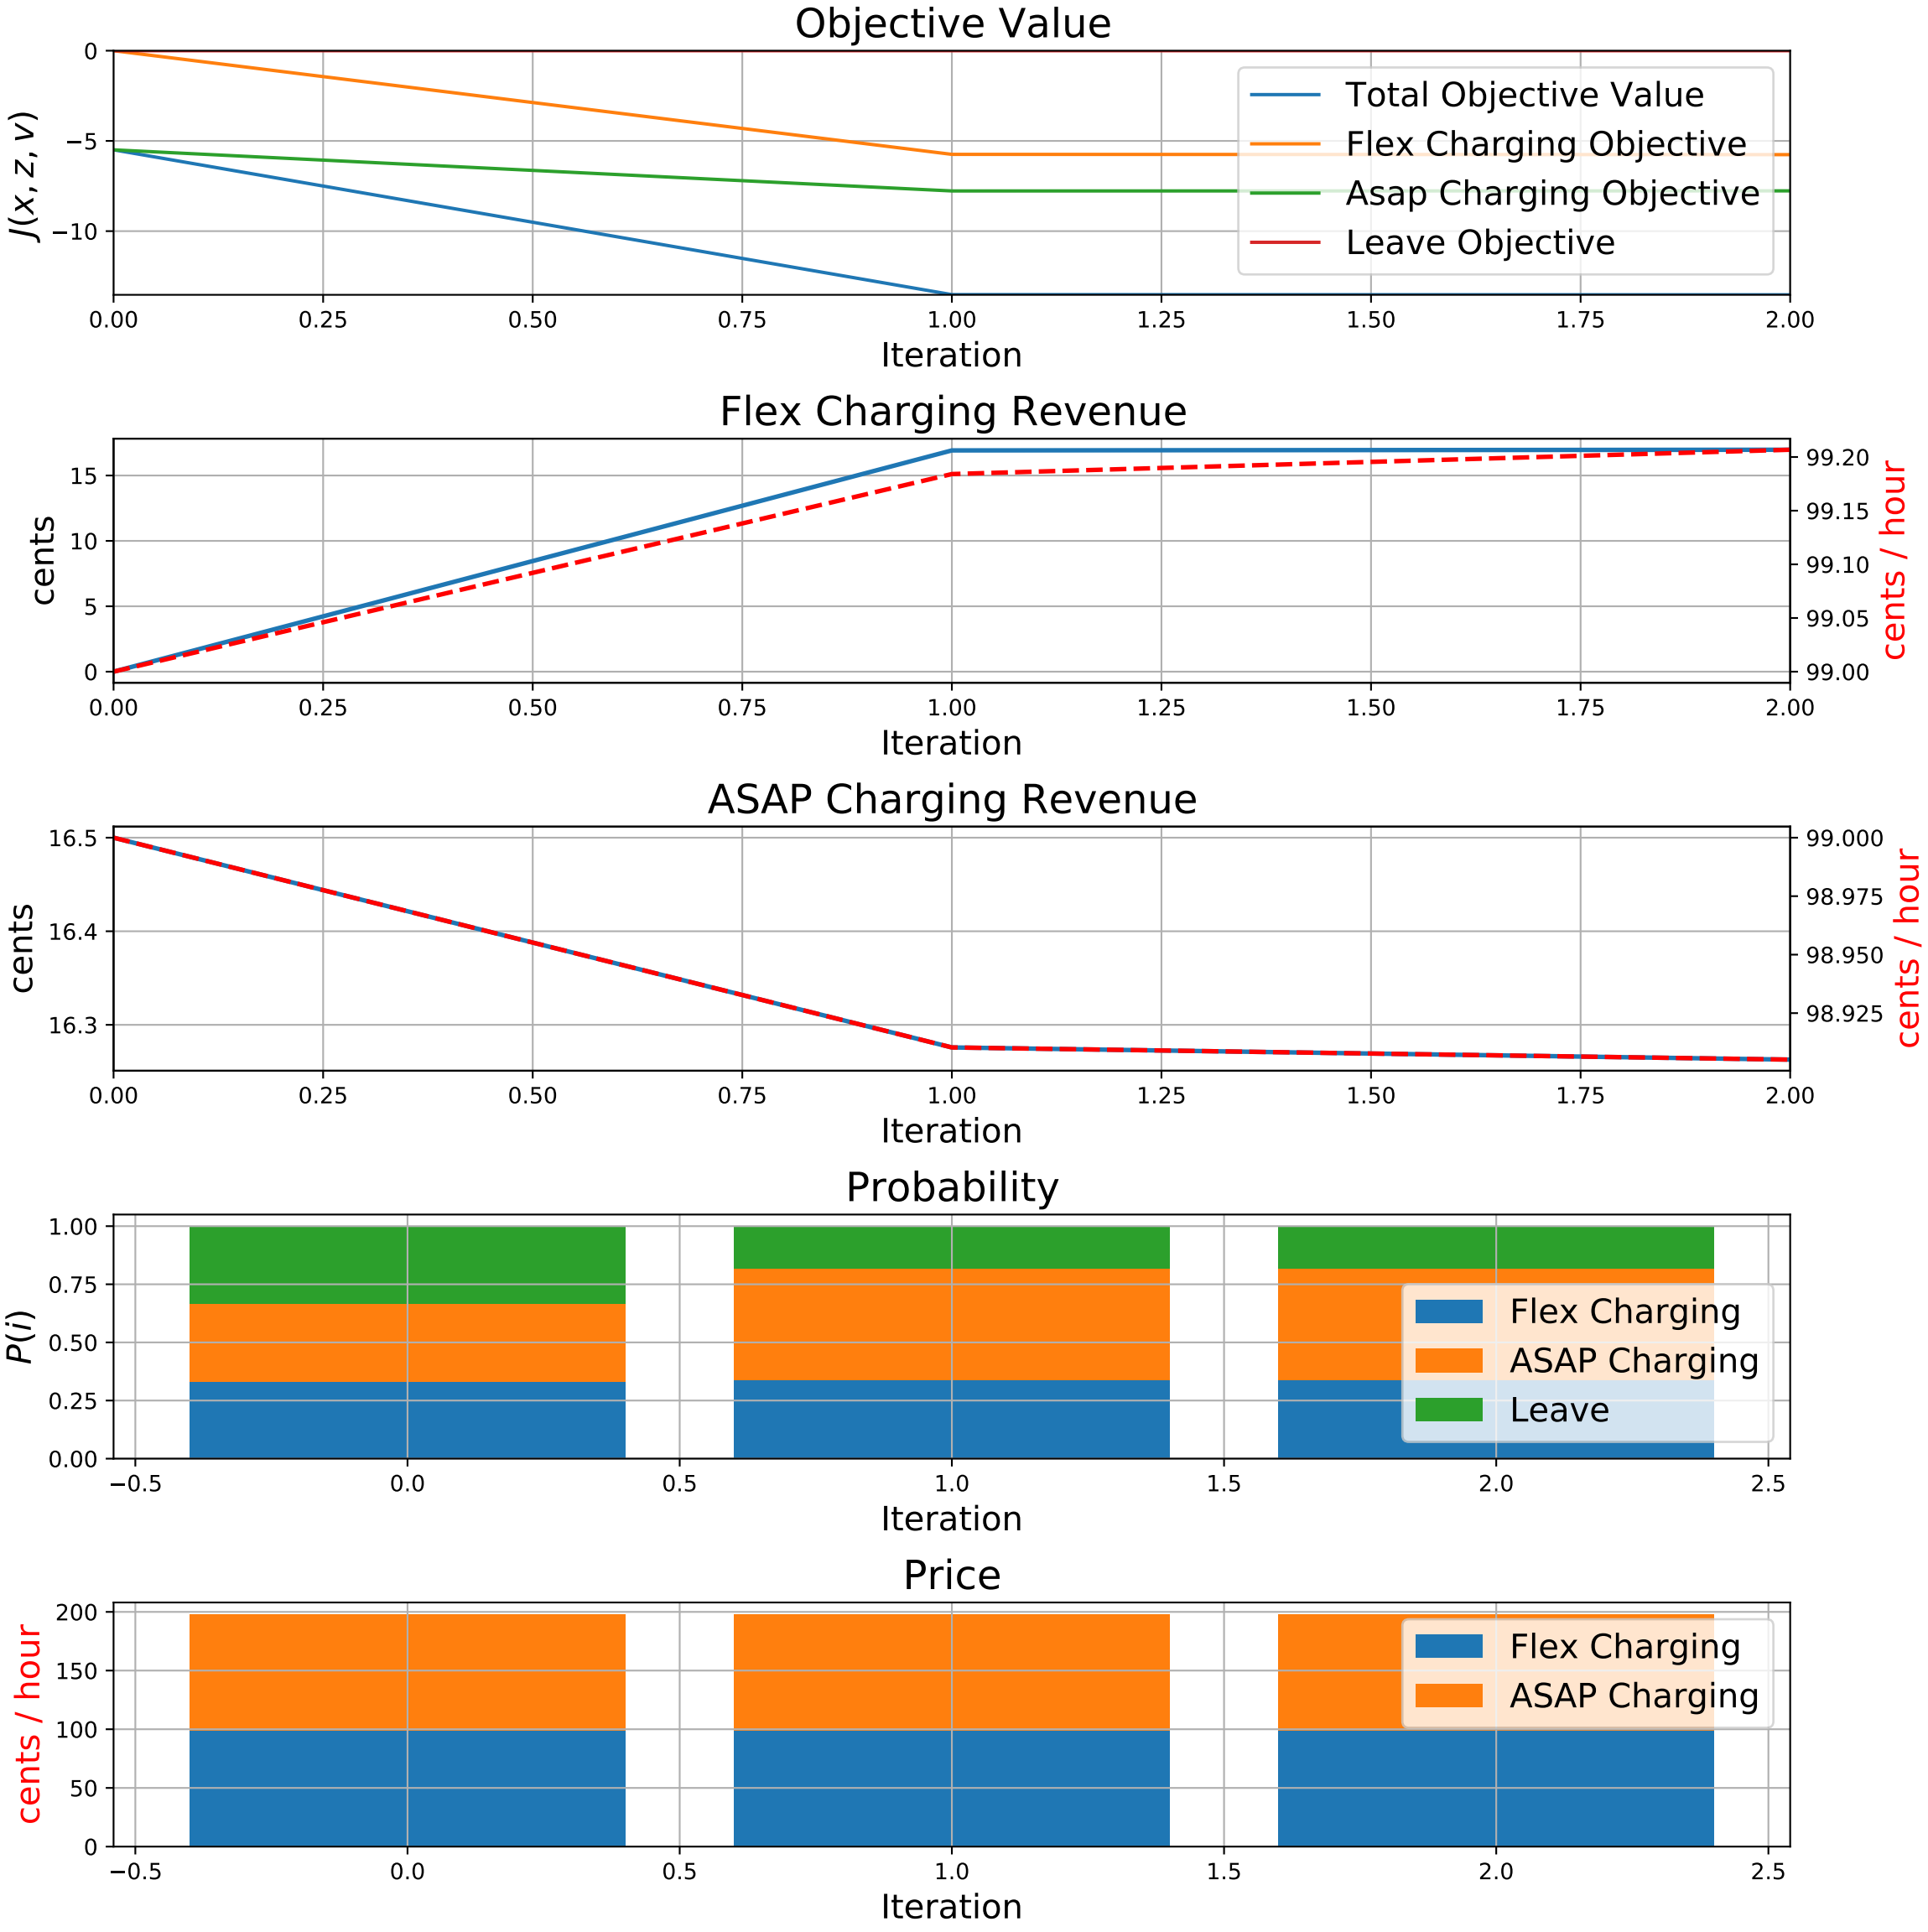 Objective Value
0
−5
−10
J(x, z, v)
Total Objective Value
Flex Charging Objective
Asap Charging Objective
Leave Objective
0.00 0.25 0.50 0.75 1.00 1.25 1.50 1.75 2.00
Iteration
Flex Charging Revenue
15
10
5
0
cents
99.20
99.15
99.10
99.05
99.00
cents / hour
0.00 0.25 0.50 0.75 1.00 1.25 1.50 1.75 2.00
Iteration
ASAP Charging Revenue
16.5
16.4
16.3
cents
99.000
98.975
98.950
98.925
cents / hour
0.00 0.25 0.50 0.75 1.00 1.25 1.50 1.75 2.00
Iteration
Probability
1.00
0.75
0.50
0.25
0.00
P(i)
Flex Charging
ASAP Charging
Leave
−0.5 0.0 0.5 1.0 1.5 2.0 2.5
Iteration
Price
200
150
100
50
0
cents / hour
Flex Charging
ASAP Charging
−0.5 0.0 0.5 1.0 1.5 2.0 2.5
Iteration